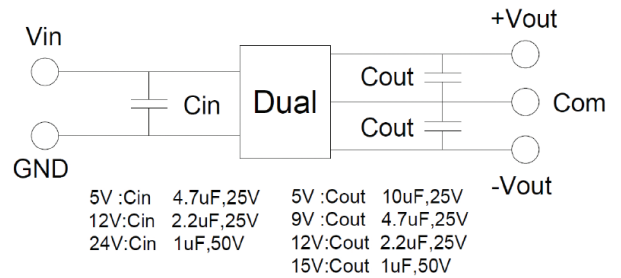 +Vout
Vin
Cout
Cin
Dual
Com
Cout
GND
-Vout
5V :Cin 4.7uF,25V
5V :Cout 10uF,25V
12V:Cin 2.2uF,25V
9V :Cout 4.7uF,25V
24V:Cin 1uF,50V
12V:Cout 2.2uF,25V
15V:Cout 1uF,50V